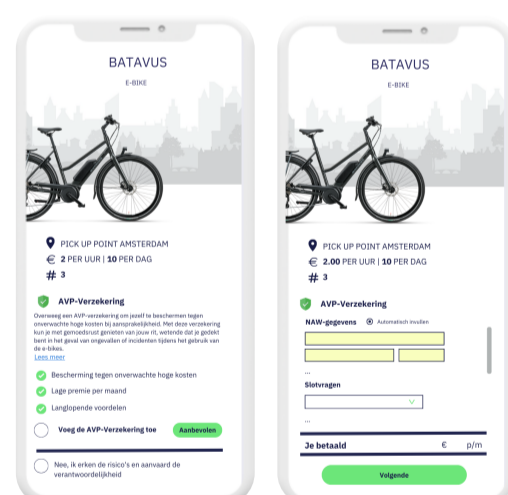 BATAVUS
E-BIKE
PICK UP POINT AMSTERDAM
€ 2 PER UUR | 10 PER DAG
# 3
AVP-Verzekering
Overweeg een AVP-verzekering om jezelf te beschermen tegen
onverwachte hoge kosten bij aansprakelijkheid. Met deze verzekering
kun je met gemoedsrust genieten van jouw rit, wetende dat je gedekt
bent in het geval van ongevallen of incidenten tijdens het gebruik van
de e-bikes.
Lees meer
Bescherming tegen onverwachte hoge kosten
Lage premie per maand
Langlopende voordelen
Voeg de AVP-Verzekering toe
Aanbevolen
Nee, ik erken de risico's en aanvaard de
verantwoordelijkheid
BATAVUS
E-BIKE
PICK UP POINT AMSTERDAM
€ 2.00 PER UUR | 10 PER DAG
# 3
AVP-Verzekering
NAW-gegevens
Automatisch invullen
...
Slotvragen
...
Je betaald € p/m
Volgende